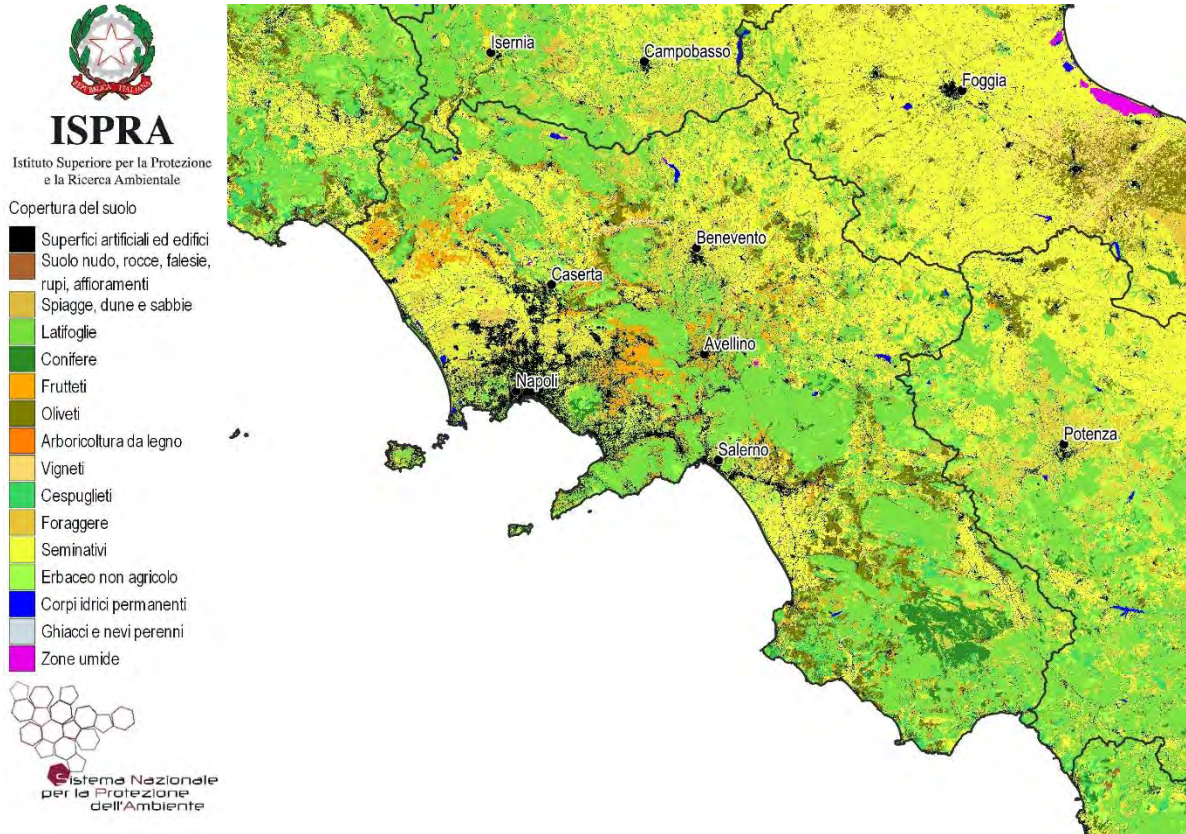 REPVBBLICA ITALIANA
ISPRA
Istituto Superiore per la Protezione
e la Ricerca Ambientale
Copertura del suolo
Superfici artificiali ed edifici
Suolo nudo, rocce, falesie,
rupi, affioramenti
Spiagge, dune e sabbie
Latifoglie
Conifere
Frutteti
Oliveti
Arboricoltura da legno
Vigneti
Cespuglieti
Foraggere
Seminativi
Erbaceo non agricolo
Corpi idrici permanenti
Ghiacci e nevi perenni
Zone umide
Sistema Nazionale
per la Protezione
dell'Ambiente
Isernia
Campobasso
Foggia
Benevento
Caserta
Avellino
Napoli
Potenza
Salerno